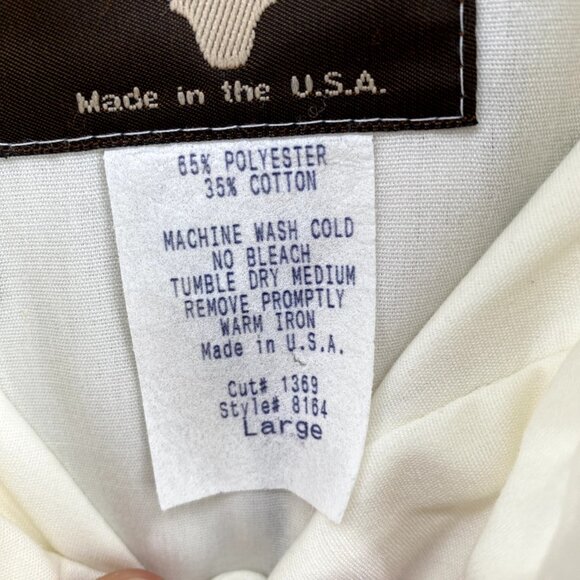 Made in the U.S.A.
65% POLYESTER
35% COTTON
MACHINE WASH COLD
NO BLEACH
TUMBLE DRY MEDIUM
REMOVE PROMPTLY
WARM IRON
Made in U.S.A.
Cut# 1369
Style# 8164
Large